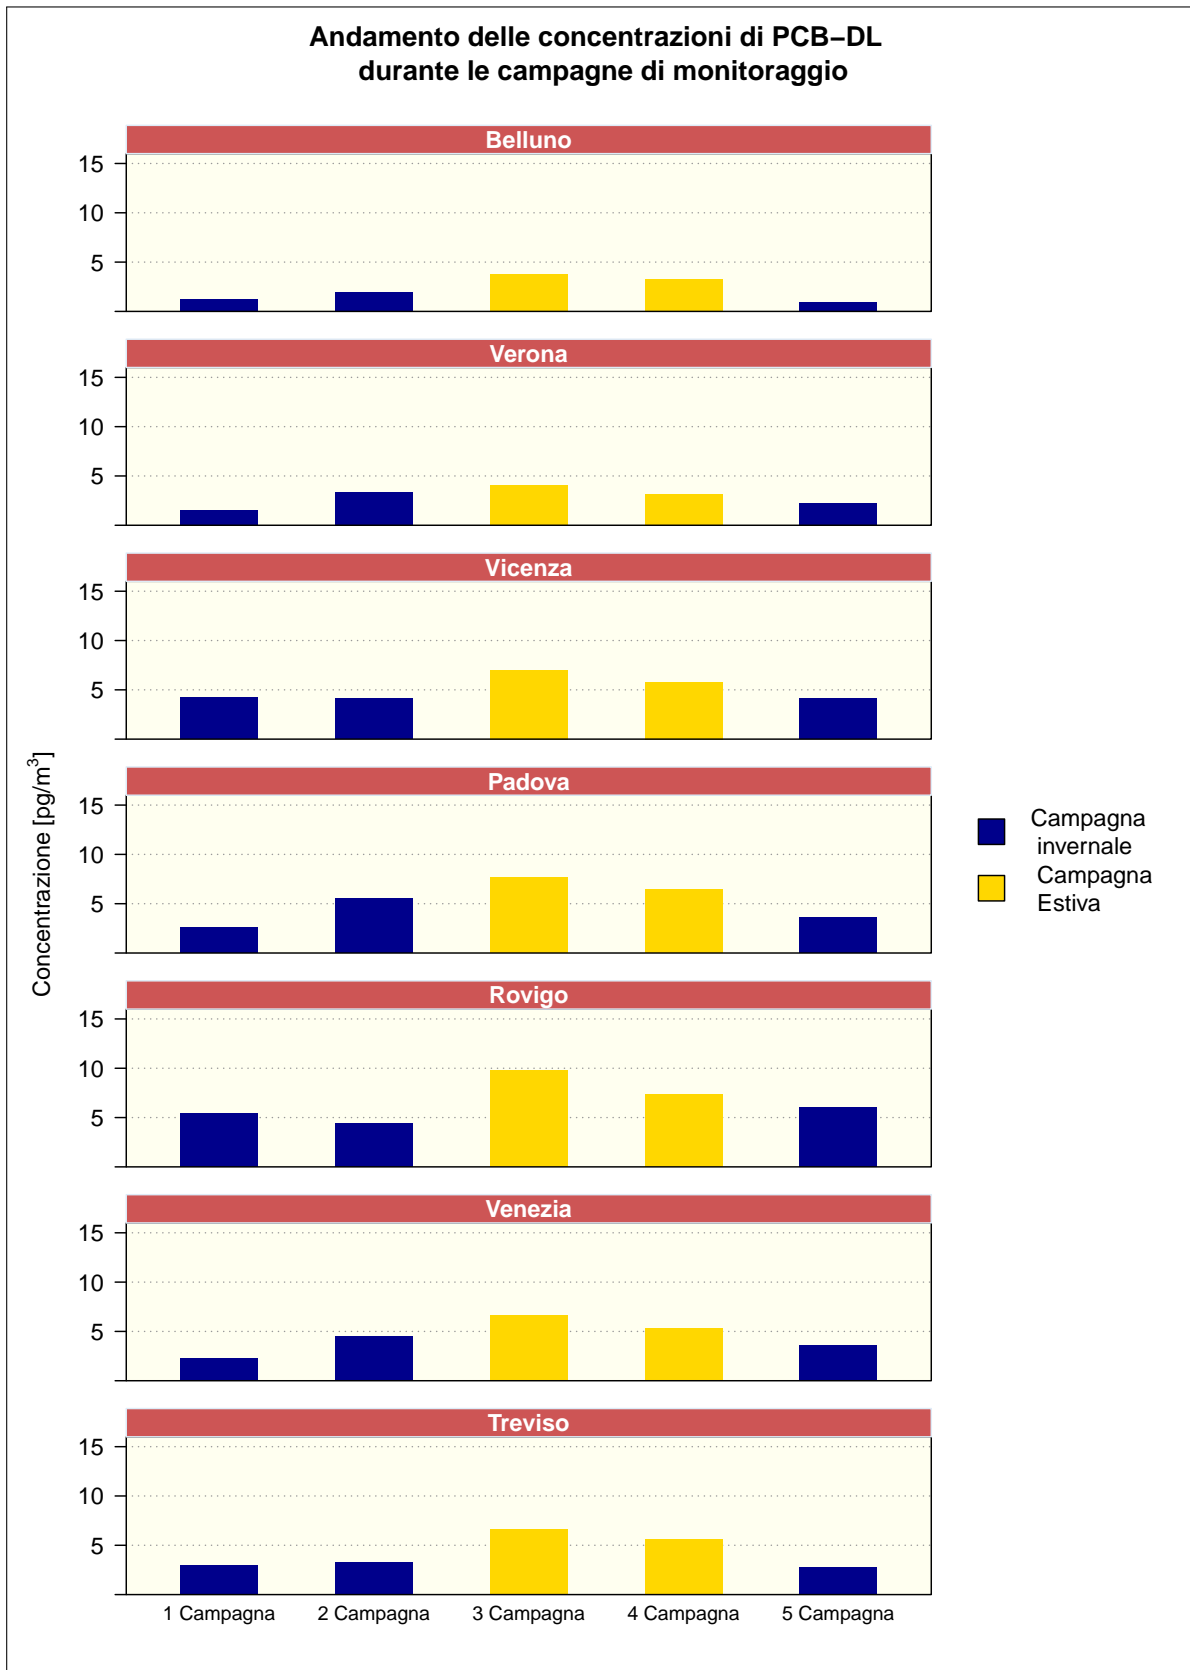 Andamento delle concentrazioni di PCB−DL
durante le campagne di monitoraggio
Belluno
15
10
5
Verona
15
10
5
Vicenza
15
10
5
Padova
15
10
5
Rovigo
15
10
5
Venezia
15
10
5
Treviso
15
10
5
1 Campagna 2 Campagna 3 Campagna 4 Campagna 5 Campagna
Concentrazione [pg/m³]
Campagna
invernale
Campagna
Estiva